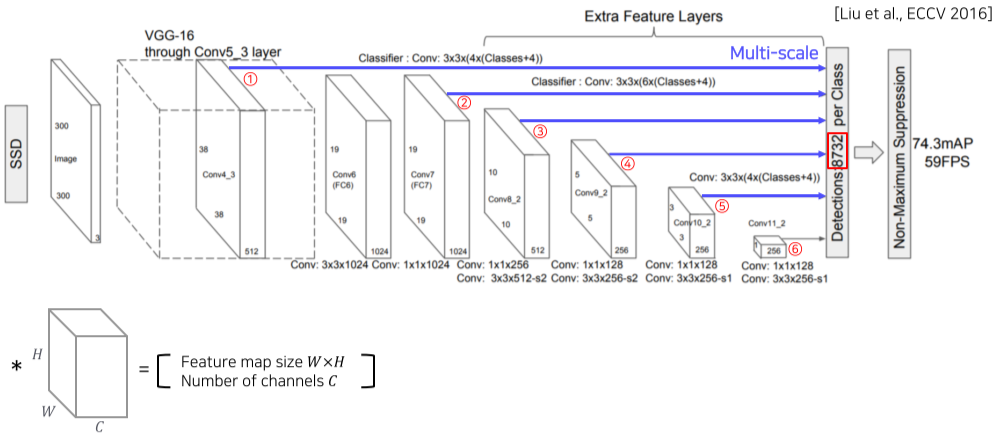 [Liu et al., ECCV 2016]
Extra Feature Layers
VGG-16
through Conv5_3 layer
Classifier : Conv: 3x3x(4x(Classes+4))
Multi-scale
①
Classifier : Conv: 3x3x(6x(Classes+4))
②
③
④
Conv: 3x3x(4x(Classes+4))
⑤
⑥
SSD
300
Image
300
3
38
Conv4_3
38
512
19
Conv6
(FC6)
19
1024
19
Conv7
(FC7)
19
1024
10
Conv8_2
10
512
5
Conv9_2
5
256
3
Conv10_2
3
256
Conv11_2
1
256
Detections:8732 per Class
Non-Maximum Suppression
74.3mAP
59FPS
Conv: 3x3x1024
Conv: 1x1x1024
Conv: 1x1x256
Conv: 3x3x512-s2
Conv: 1x1x128
Conv: 3x3x256-s2
Conv: 1x1x128
Conv: 3x3x256-s1
Conv: 1x1x128
Conv: 3x3x256-s1
*
H
W
C
= [ Feature map size W×H
Number of channels C ]